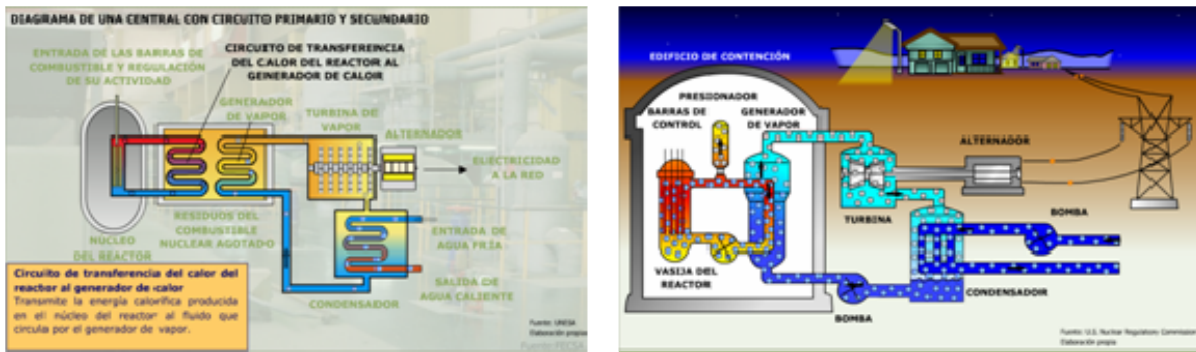 DIAGRAMA DE UNA CENTRAL CON CIRCUITO PRIMARIO Y SECUNDARIO
ENTRADA DE LAS BARRAS DE
COMBUSTIBLE Y REGULACIÓN
DE SU ACTIVIDAD
CIRCUITO DE TRANSFERENCIA
DEL CALOR DEL REACTOR AL
GENERADOR DE CALOIR
GENERADOR
DE VAPOR
TURBINA DE
VAPOR
ALTERNADOR
ELECTRICIDAD
A LA RED
NÚCLEO
DEL REACTOR
RESIDUOS DEL
COMBUSTIBLE
NUCLEAR AGOTADO
ENTRADA DE
AGUA FRÍA
SALIDA DE
AGUA CALIENTE
CONDENSADOR
Circuito de transferencia del calor del
reactor al generador de calor
Transmite la energía calorífica producida
en el núcleo del reactor al fluido que
circula por el generador de vapor.
Fuente: UNESA
Elaboración propia
Fuente: FECSA
EDIFICIO DE CONTENCIÓN
PRESIONADOR
BARRAS DE
CONTROL
GENERADOR
DE VAPOR
ALTERNADOR
TURBINA
BOMBA
VASIJA DEL
REACTOR
CONDENSADOR
BOMBA
Fuente: U.S. Nuclear Regulatory Commission
Elaboración propia